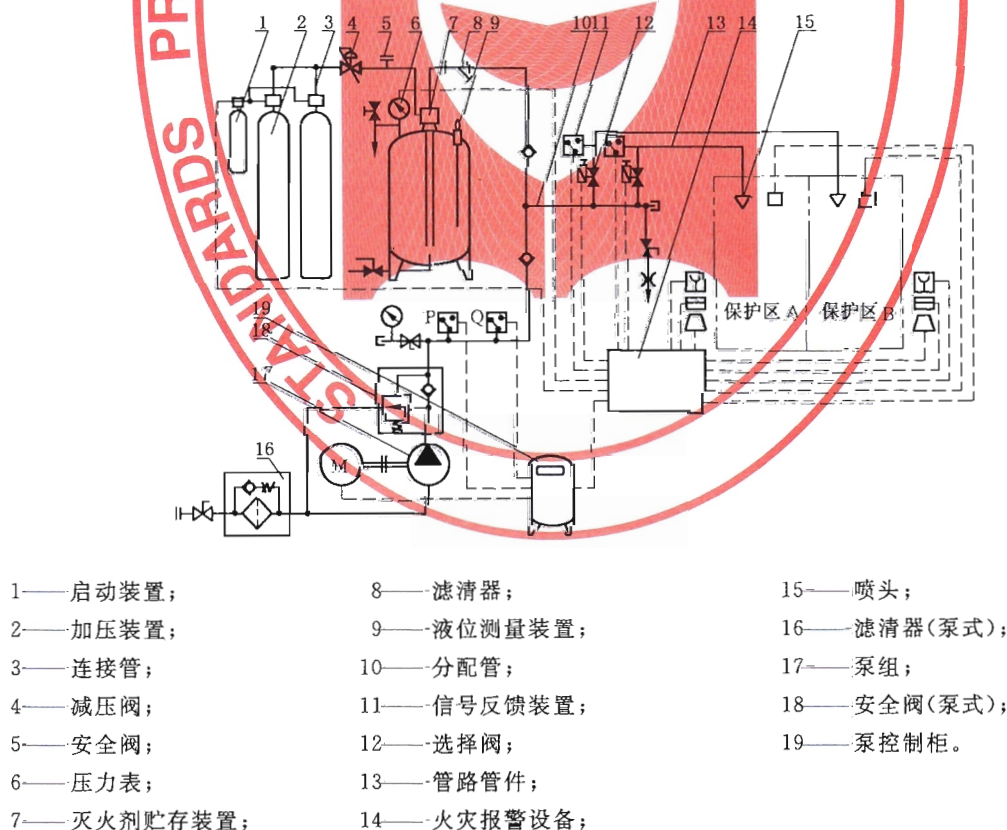 1 2 3 4 5 6 7 8 9 10 11 12 13 14 15
STANDARDS PR
P Q
保护区A 保护区B
19
18
17
16
M
1——启动装置；
2——加压装置；
3——连接管；
4——减压阀；
5——安全阀；
6——压力表；
7——灭火剂贮存装置；
8——滤清器；
9——液位测量装置；
10——分配管；
11——信号反馈装置；
12——选择阀；
13——管路管件；
14——火灾报警设备；
15——喷头；
16——滤清器（泵式）；
17——泵组；
18——安全阀（泵式）；
19——泵控制柜。